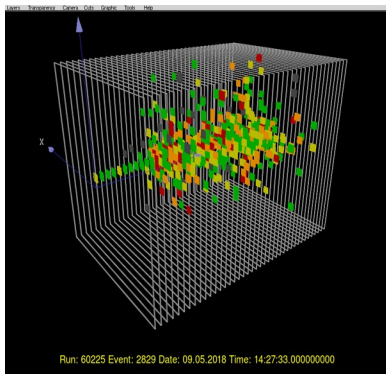 Layers Transparency Camera Cuts Graphic Tools Help
X
Run: 60225 Event: 2829 Date: 09.05.2018 Time: 14:27:33.000000000